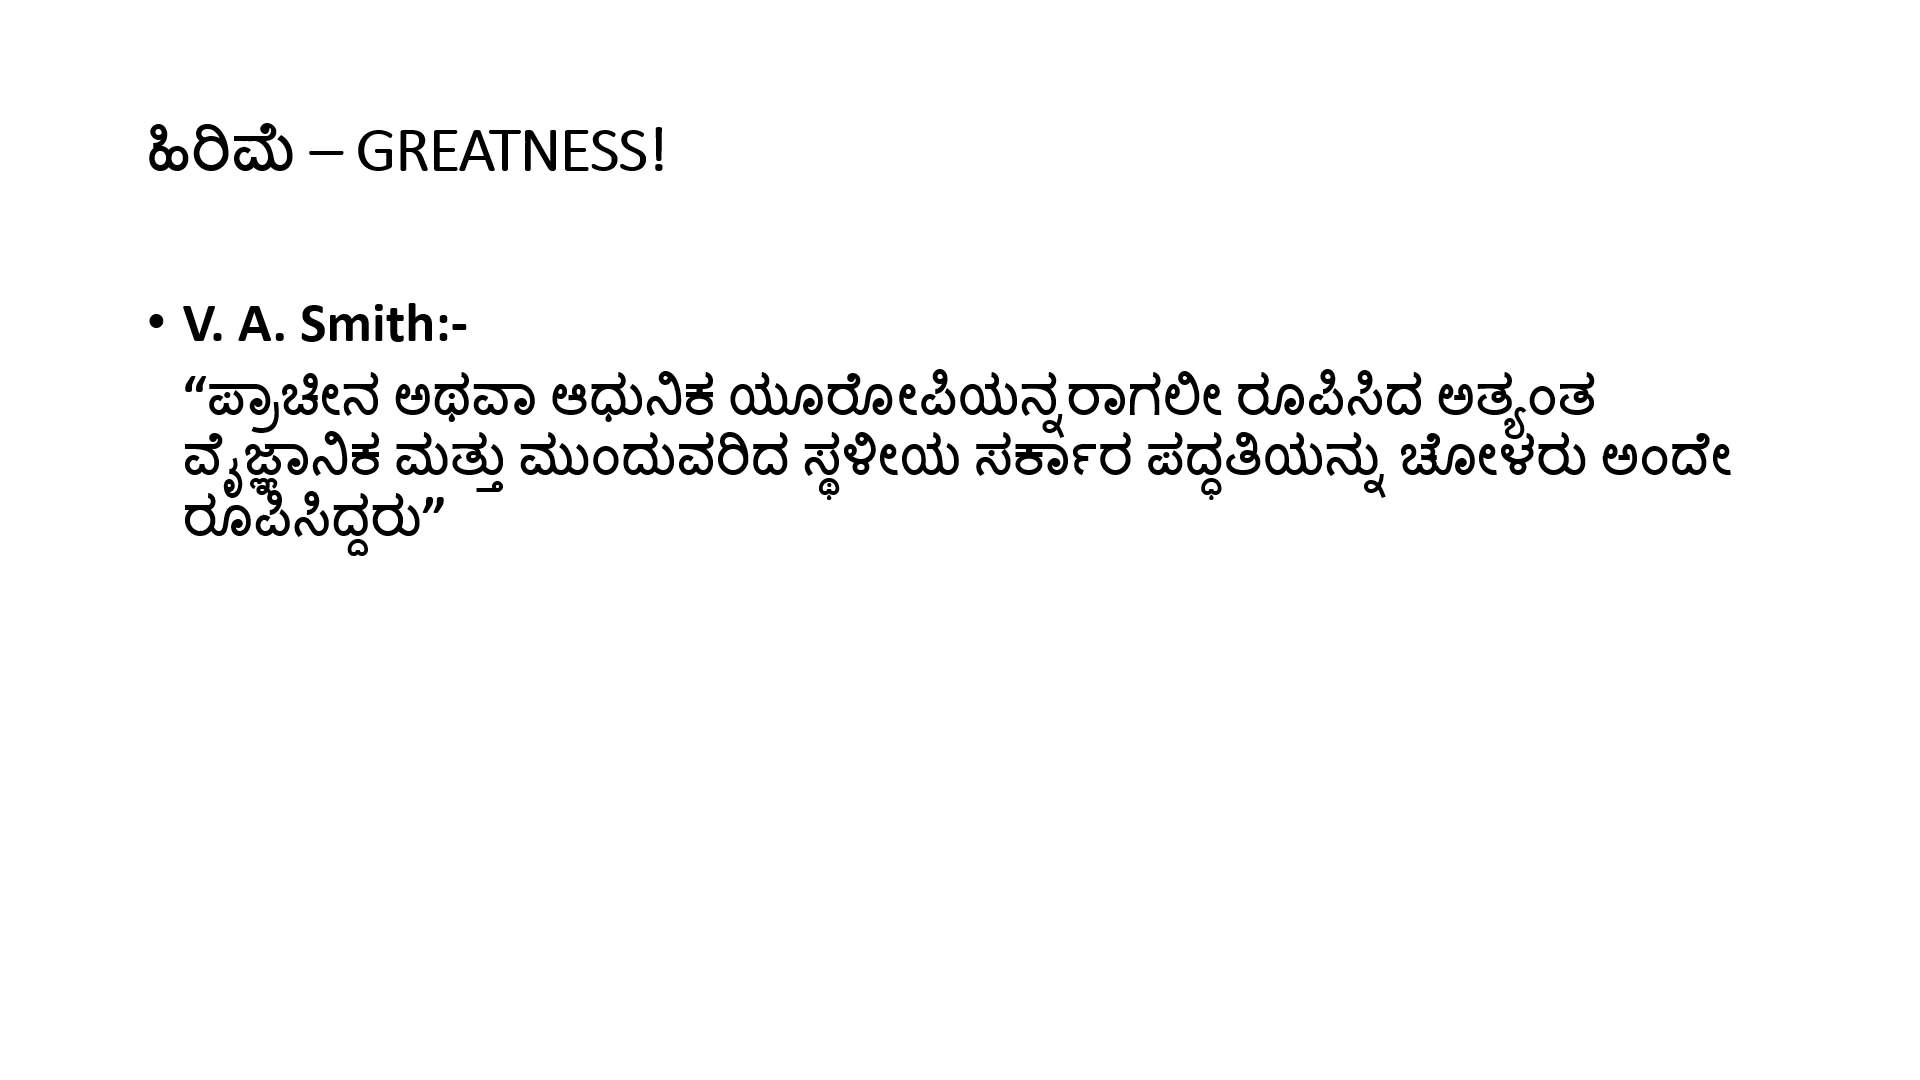 ಹಿರಿಮೆ – GREATNESS!
• V. A. Smith:-
“ಪ್ರಾಚೀನ ಅಥವಾ ಆಧುನಿಕ ಯೂರೋಪಿಯನ್ನರಾಗಲೀ ರೂಪಿಸಿದ ಅತ್ಯಂತ
ವೈಜ್ಞಾನಿಕ ಮತ್ತು ಮುಂದುವರಿದ ಸ್ಥಳೀಯ ಸರ್ಕಾರ ಪದ್ಧತಿಯನ್ನು ಚೋಳರು ಅಂದೇ
ರೂಪಿಸಿದ್ದರು”